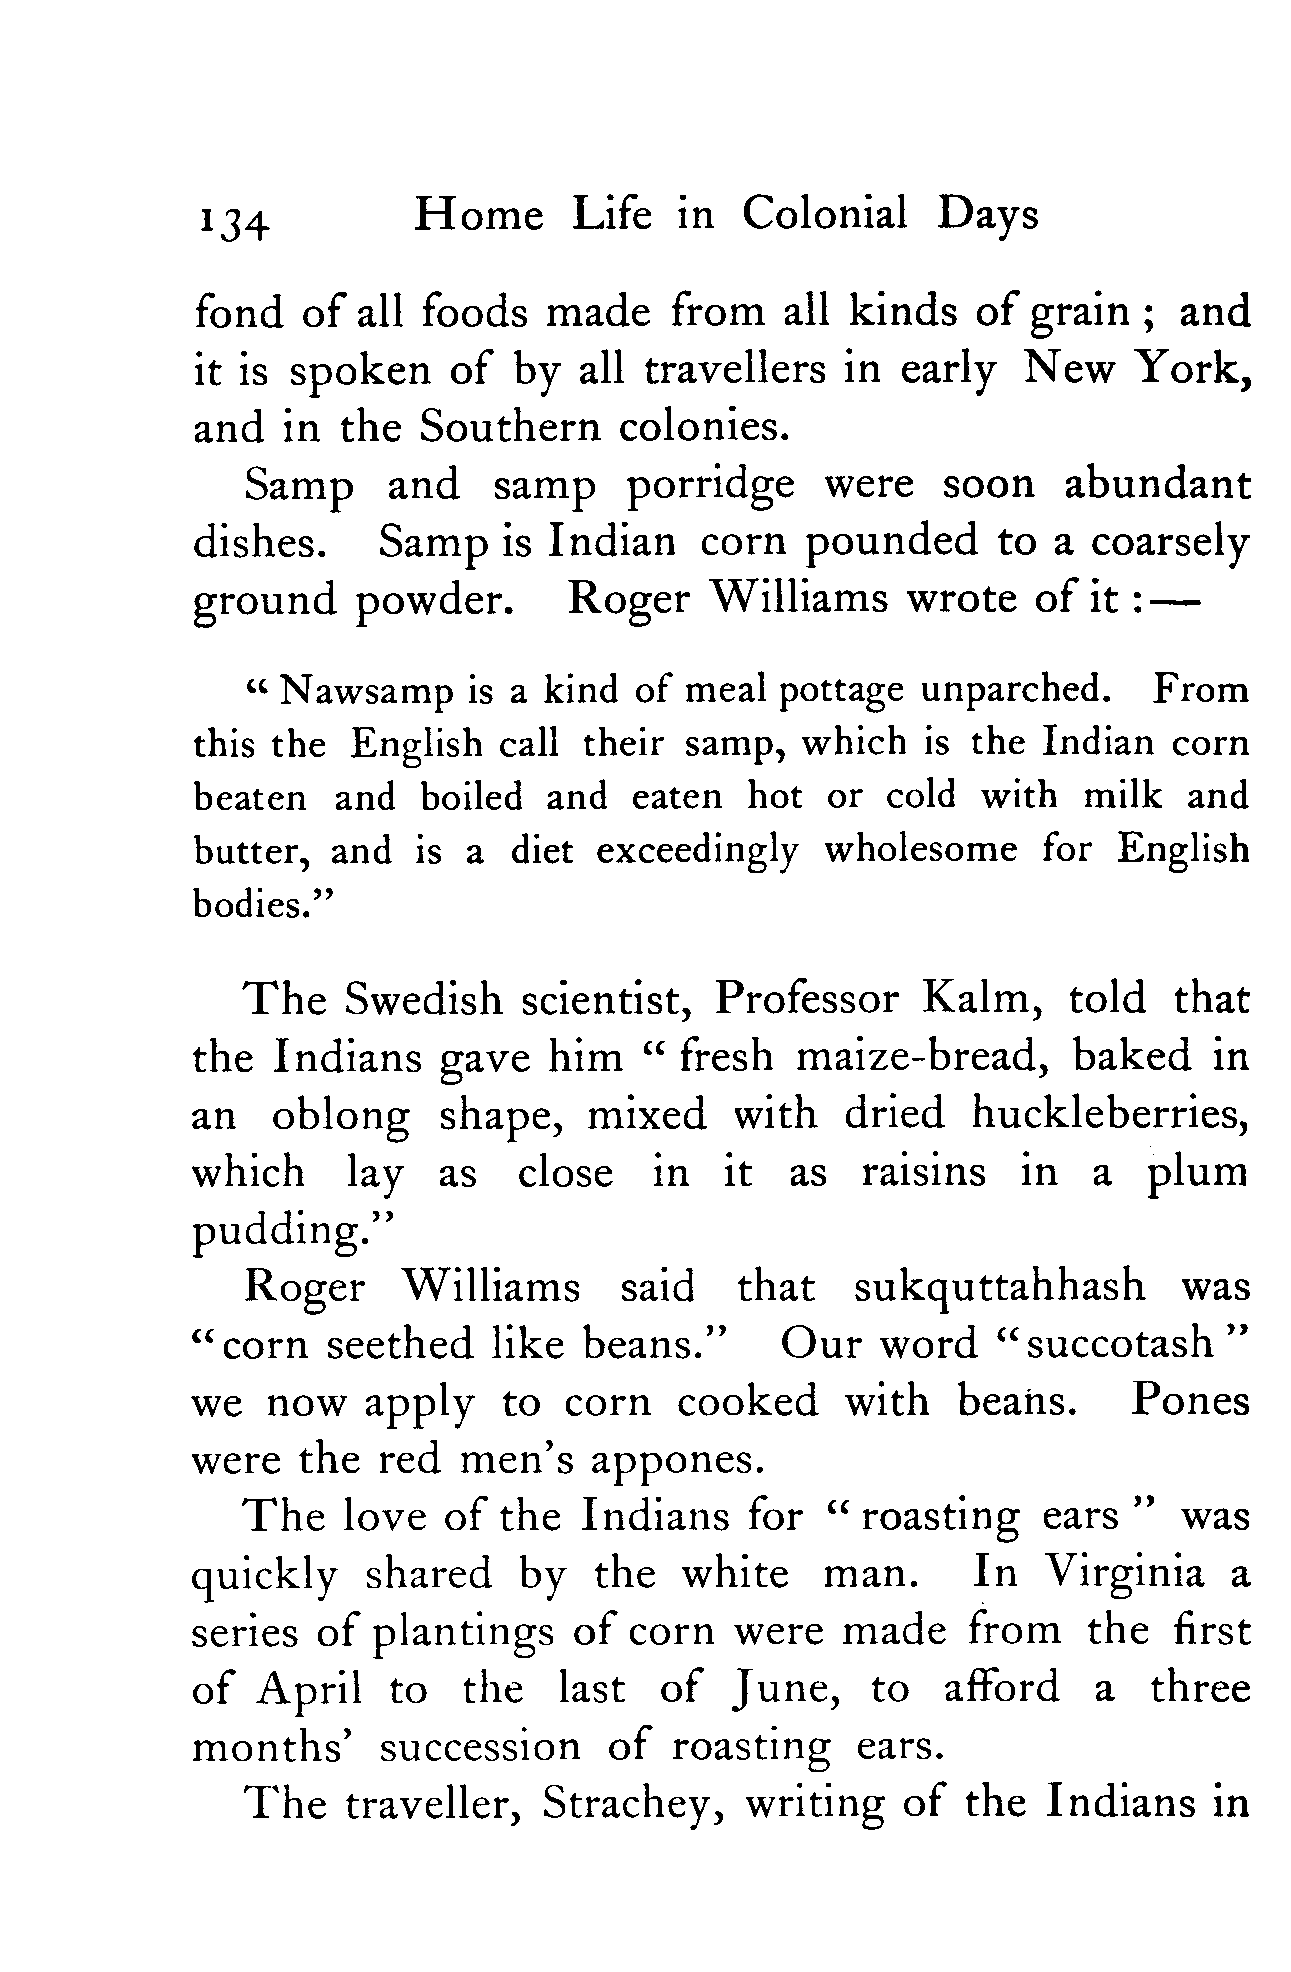 134 Home Life in Colonial Days
fond of all foods made from all kinds of grain ; and
it is spoken of by all travellers in early New York,
and in the Southern colonies.
Samp and samp porridge were soon abundant
dishes. Samp is Indian corn pounded to a coarsely
ground powder. Roger Williams wrote of it :—
“ Nawsamp is a kind of meal pottage unparched. From
this the English call their samp, which is the Indian corn
beaten and boiled and eaten hot or cold with milk and
butter, and is a diet exceedingly wholesome for English
bodies.”
The Swedish scientist, Professor Kalm, told that
the Indians gave him “ fresh maize-bread, baked in
an oblong shape, mixed with dried huckleberries,
which lay as close in it as raisins in a plum
pudding.”
Roger Williams said that sukquttahhash was
“ corn seethed like beans.” Our word “succotash ”
we now apply to corn cooked with beans. Pones
were the red men’s appones.
The love of the Indians for “ roasting ears ” was
quickly shared by the white man. In Virginia a
series of plantings of corn were made from the first
of April to the last of June, to afford a three
months’ succession of roasting ears.
The traveller, Strachey, writing of the Indians in